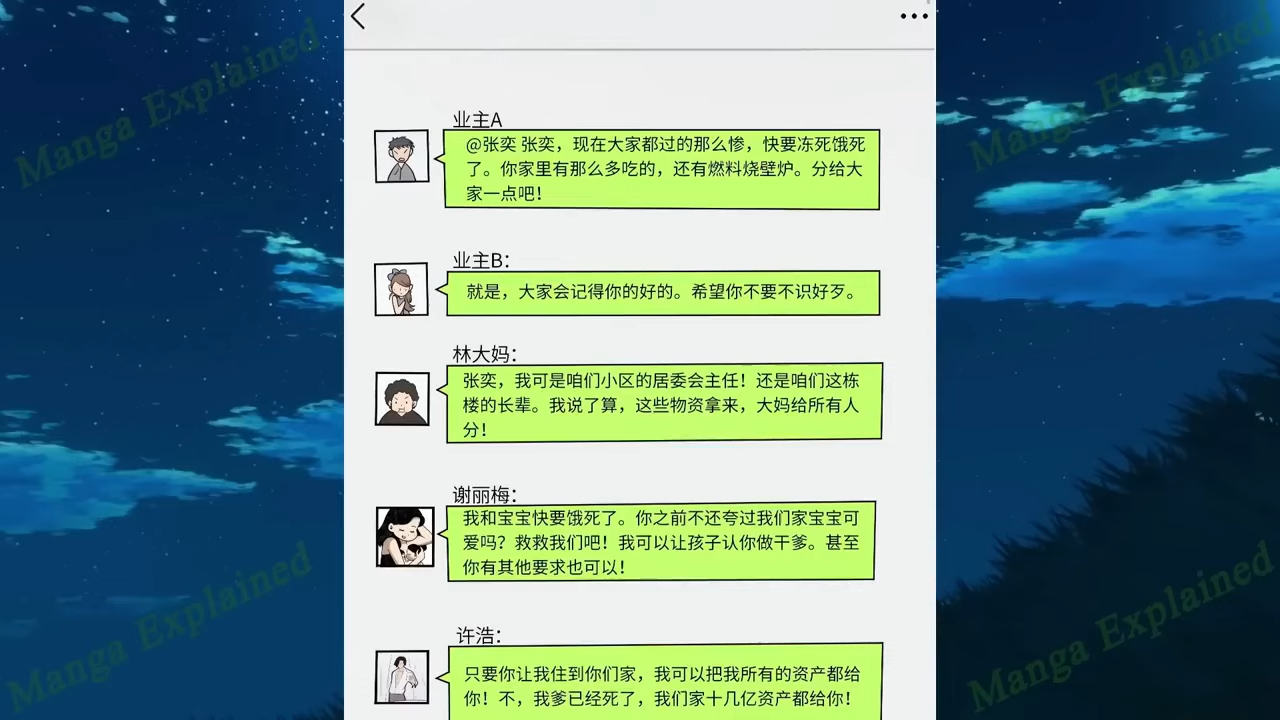 业主A
@张奕 张奕，现在大家都过的那么惨，快要冻死饿死
了。你家里有那么多吃的，还有燃料烧壁炉。分给大
家一点吧！
业主B：
就是，大家会记得你的好的。希望你不要不识好歹。
林大妈：
张奕，我可是咱们小区的居委会主任！还是咱们这栋
楼的长辈。我说了算，这些物资拿来，大妈给所有人
分！
谢丽梅：
我和宝宝快要饿死了。你之前不还夸过我们家宝宝可
爱吗？救救我们吧！我可以让孩子认你做干爹。甚至
你有其他要求也可以！
许浩：
只要你让我住到你们家，我可以把我所有的资产都给
你！不，我爹已经死了，我们家十几亿资产都给你！
Manga Explained
Manga Explained
Manga Explained
Manga Explained